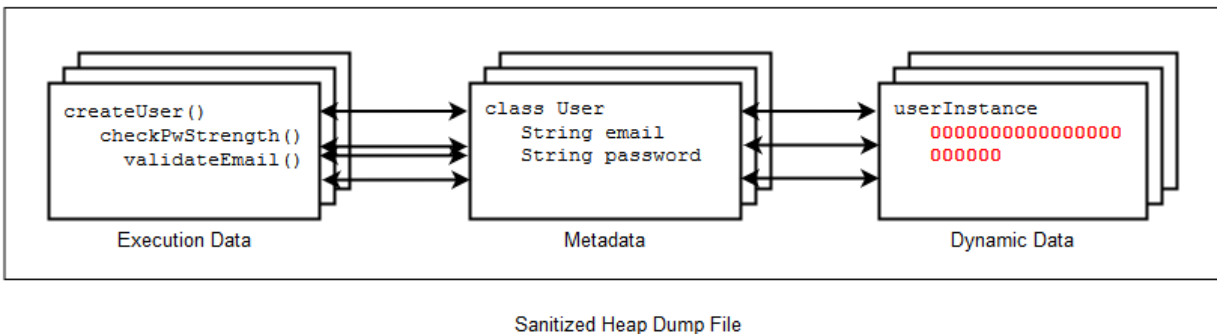 createUser()
checkPwStrength()
validateEmail()
class User
String email
String password
userInstance
0000000000000000
000000
Execution Data
Metadata
Dynamic Data
Sanitized Heap Dump File